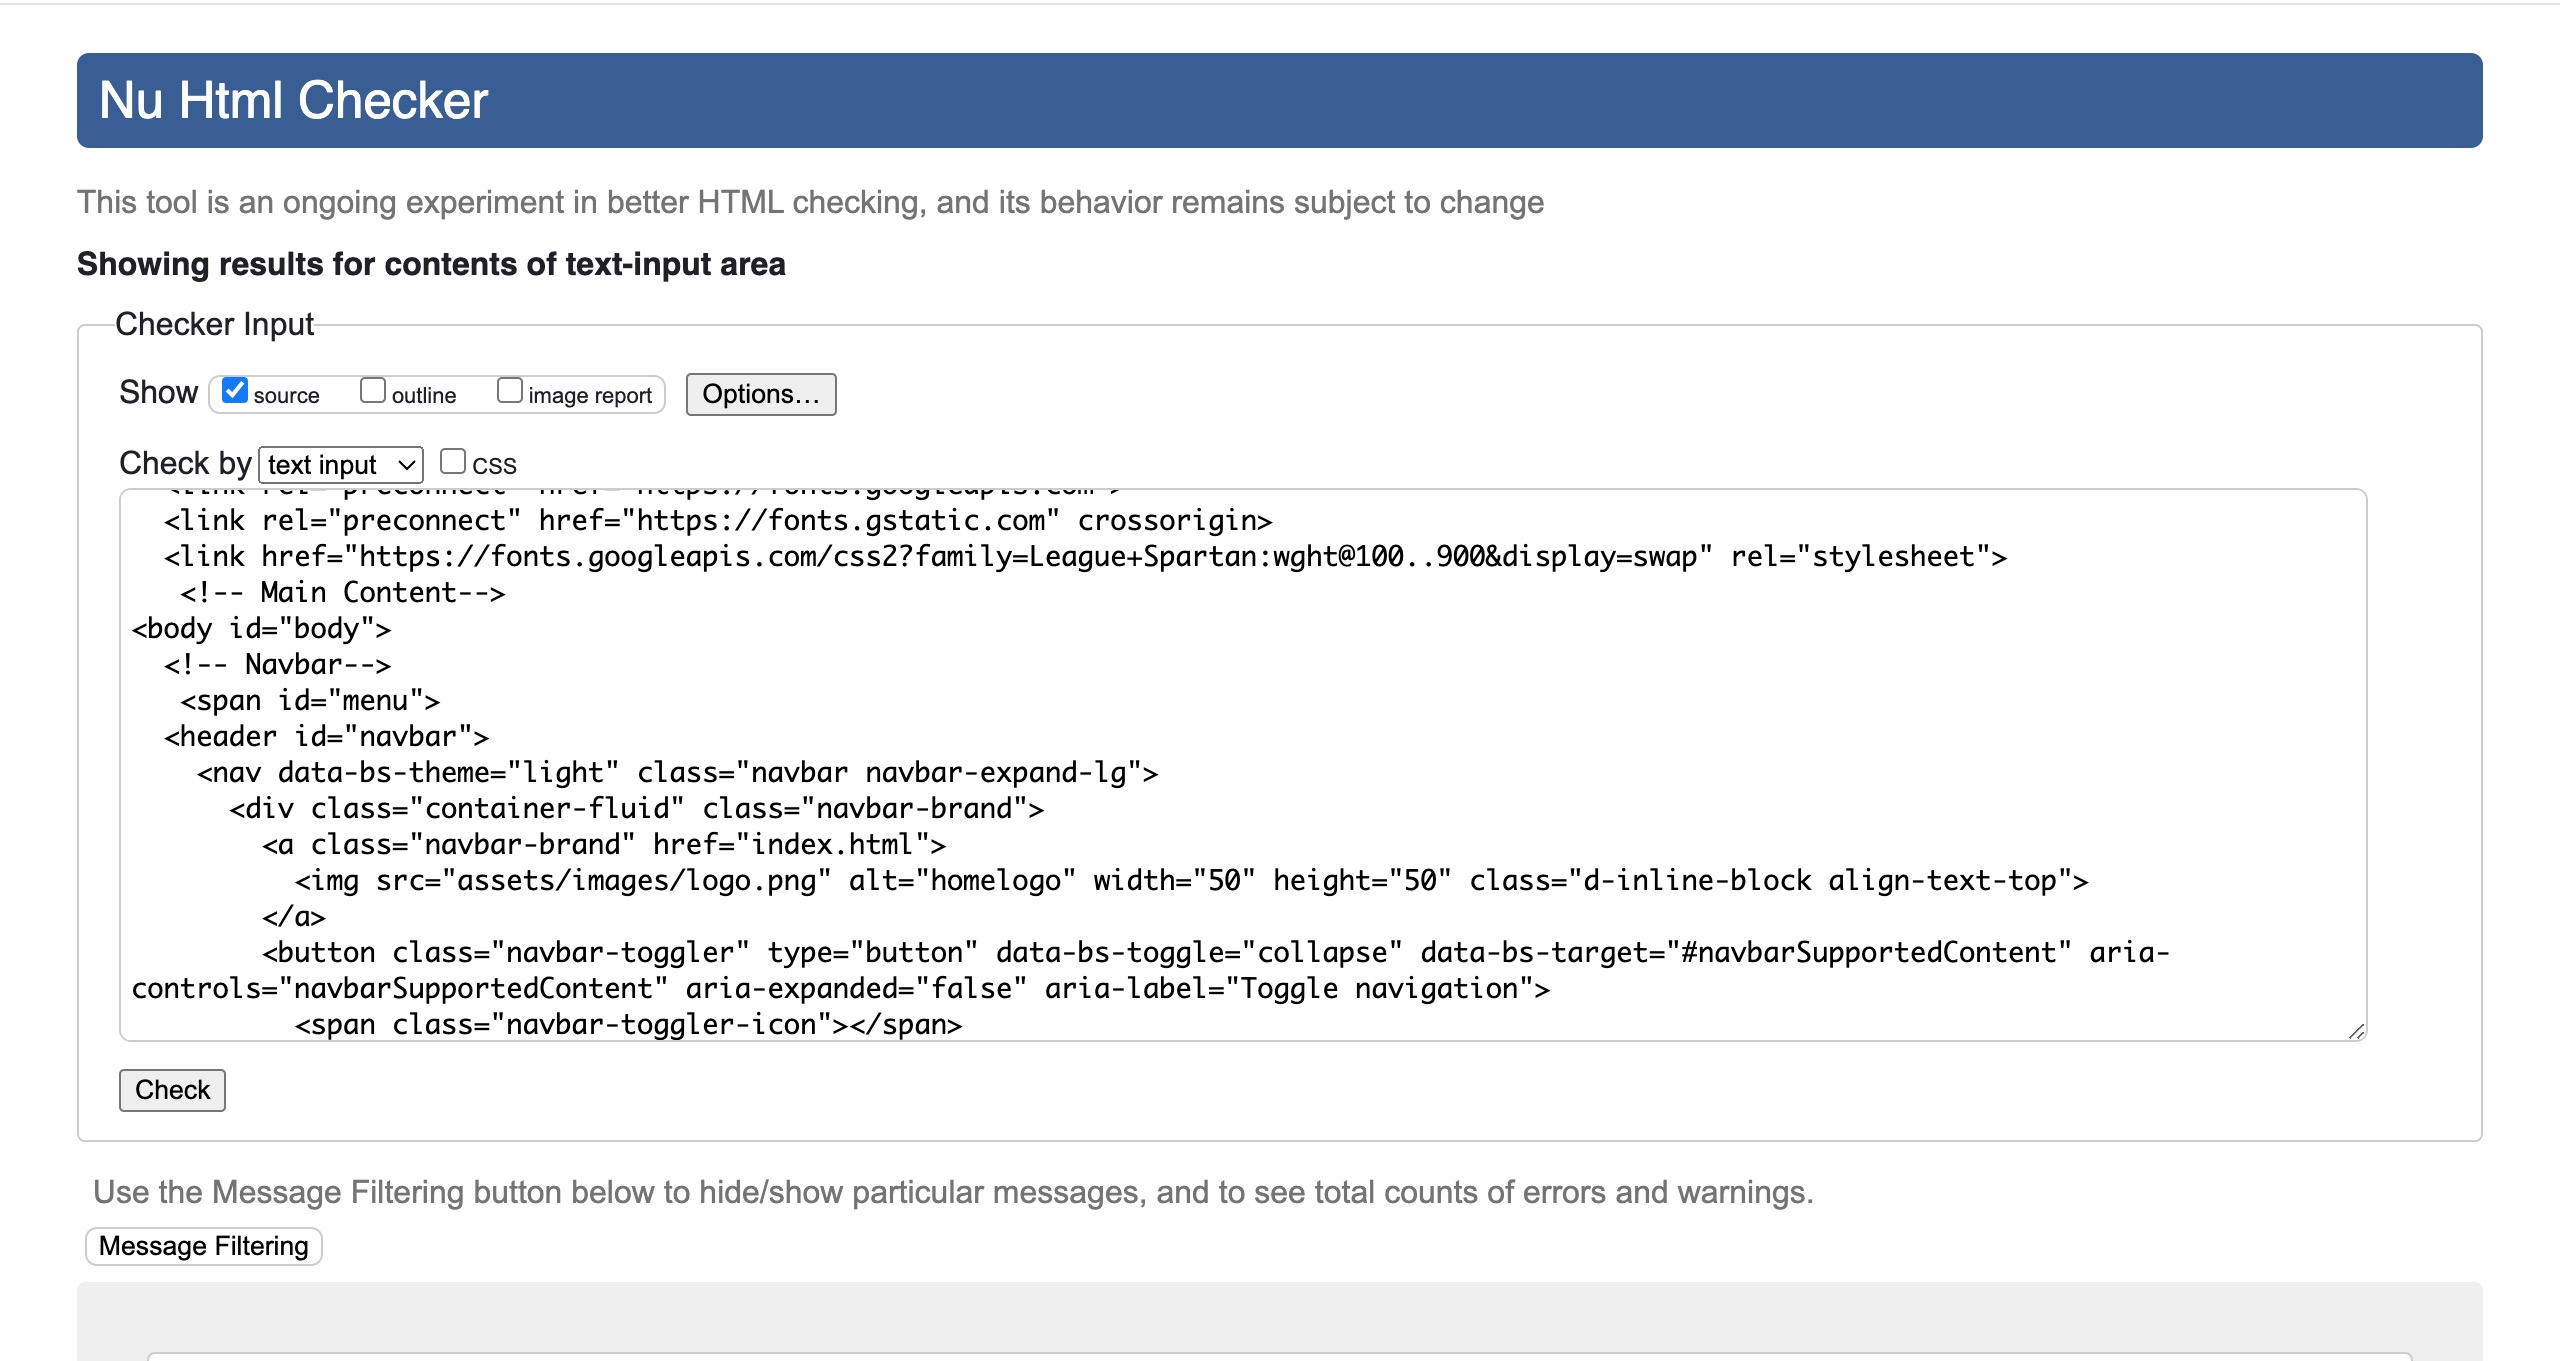 Nu Html Checker
This tool is an ongoing experiment in better HTML checking, and its behavior remains subject to change
Showing results for contents of text-input area
Checker Input
Show source outline image report Options...
Check by text input css
<link rel="preconnect" href="https://fonts.googleapis.com">
<link rel="preconnect" href="https://fonts.gstatic.com" crossorigin>
<link href="https://fonts.googleapis.com/css2?family=League+Spartan:wght@100..900&display=swap" rel="stylesheet">
<!-- Main Content-->
<body id="body">
<!-- Navbar-->
<span id="menu">
<header id="navbar">
<nav data-bs-theme="light" class="navbar navbar-expand-lg">
<div class="container-fluid" class="navbar-brand">
<a class="navbar-brand" href="index.html">
<img src="assets/images/logo.png" alt="homelogo" width="50" height="50" class="d-inline-block align-text-top">
</a>
<button class="navbar-toggler" type="button" data-bs-toggle="collapse" data-bs-target="#navbarSupportedContent" aria-
controls="navbarSupportedContent" aria-expanded="false" aria-label="Toggle navigation">
<span class="navbar-toggler-icon"></span>
Check
Use the Message Filtering button below to hide/show particular messages, and to see total counts of errors and warnings.
Message Filtering